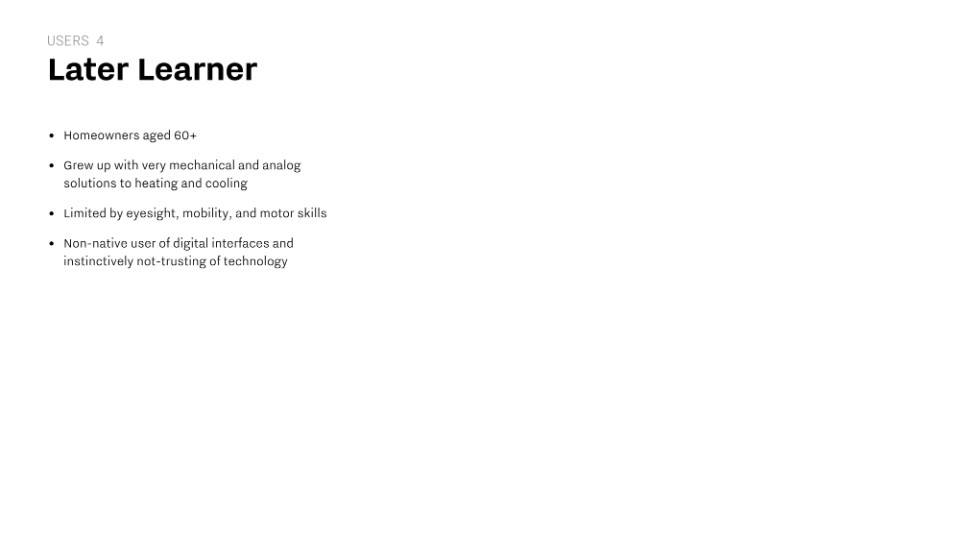 USERS 4
Later Learner
• Homeowners aged 60+
• Grew up with very mechanical and analog
solutions to heating and cooling
• Limited by eyesight, mobility, and motor skills
• Non-native user of digital interfaces and
instinctively not-trusting of technology